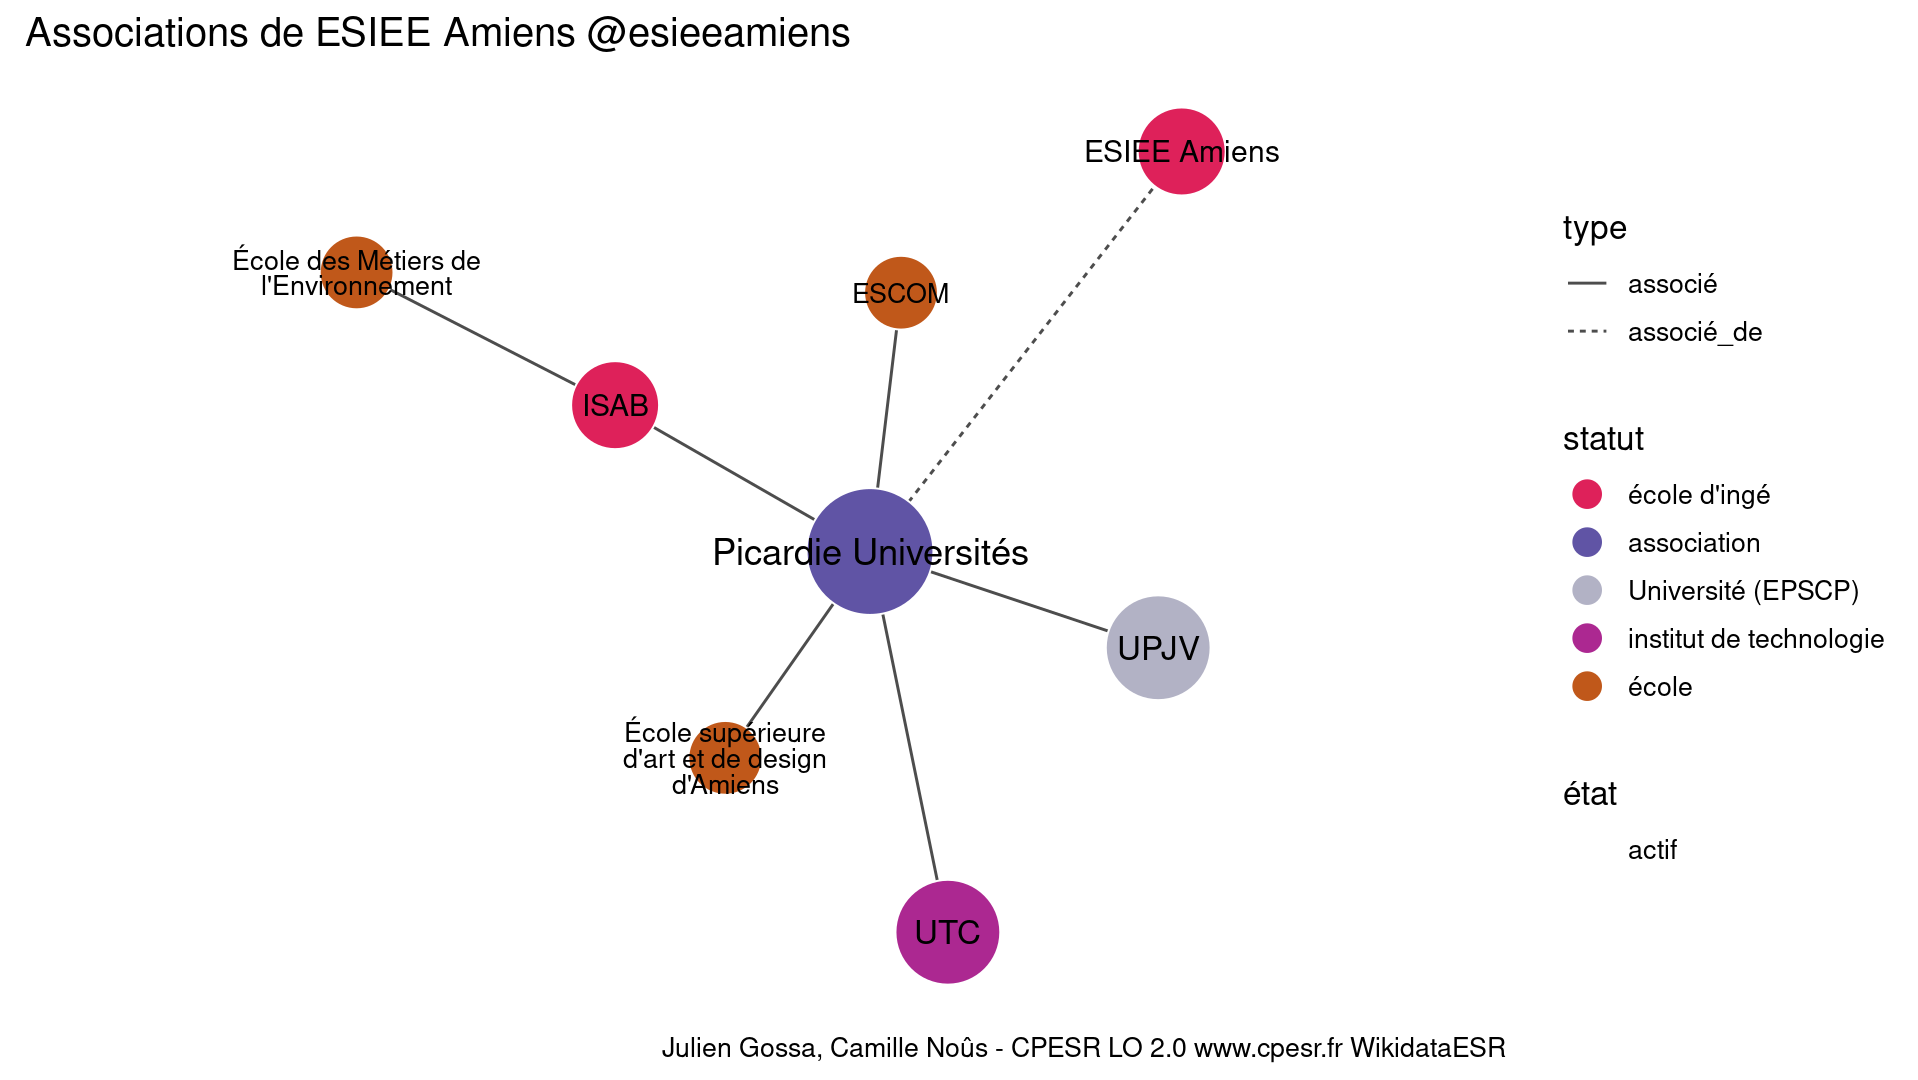 Associations de ESIEE Amiens @esieeamiens
ESIEE Amiens
École des Métiers de
l'Environnement
ESCOM
ISAB
Picardie Universités
UPJV
École supérieure
d'art et de design
d'Amiens
UTC
type
associé
associé_de
statut
école d'ingé
association
Université (EPSCP)
institut de technologie
école
état
actif
Julien Gossa, Camille Noûs - CPESR LO 2.0 www.cpesr.fr WikidataESR